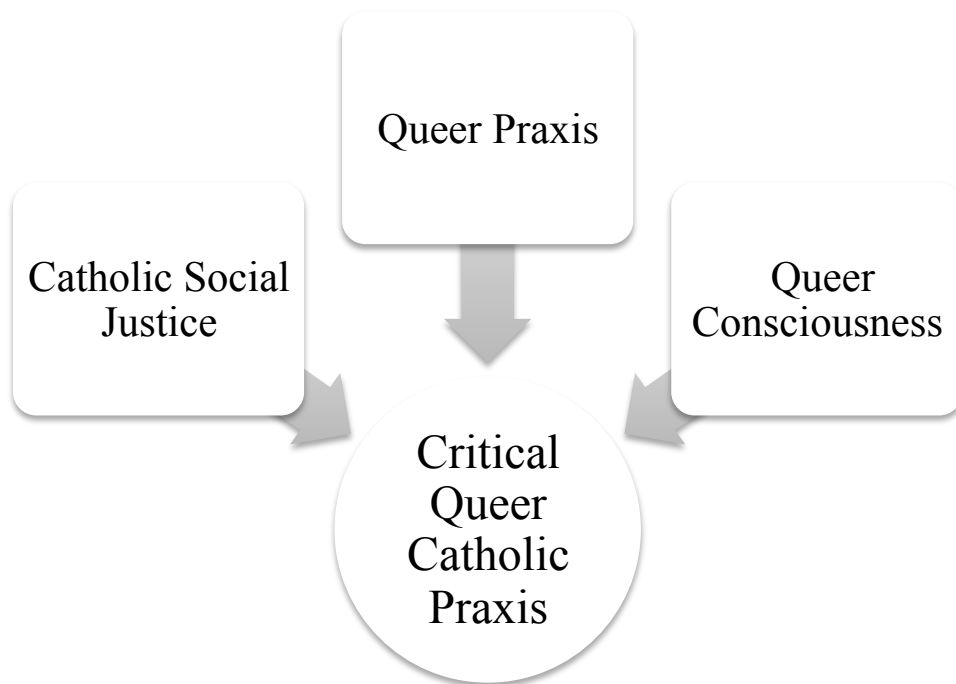 Queer Praxis
Catholic Social
Justice
Queer
Consciousness
Critical
Queer
Catholic
Praxis